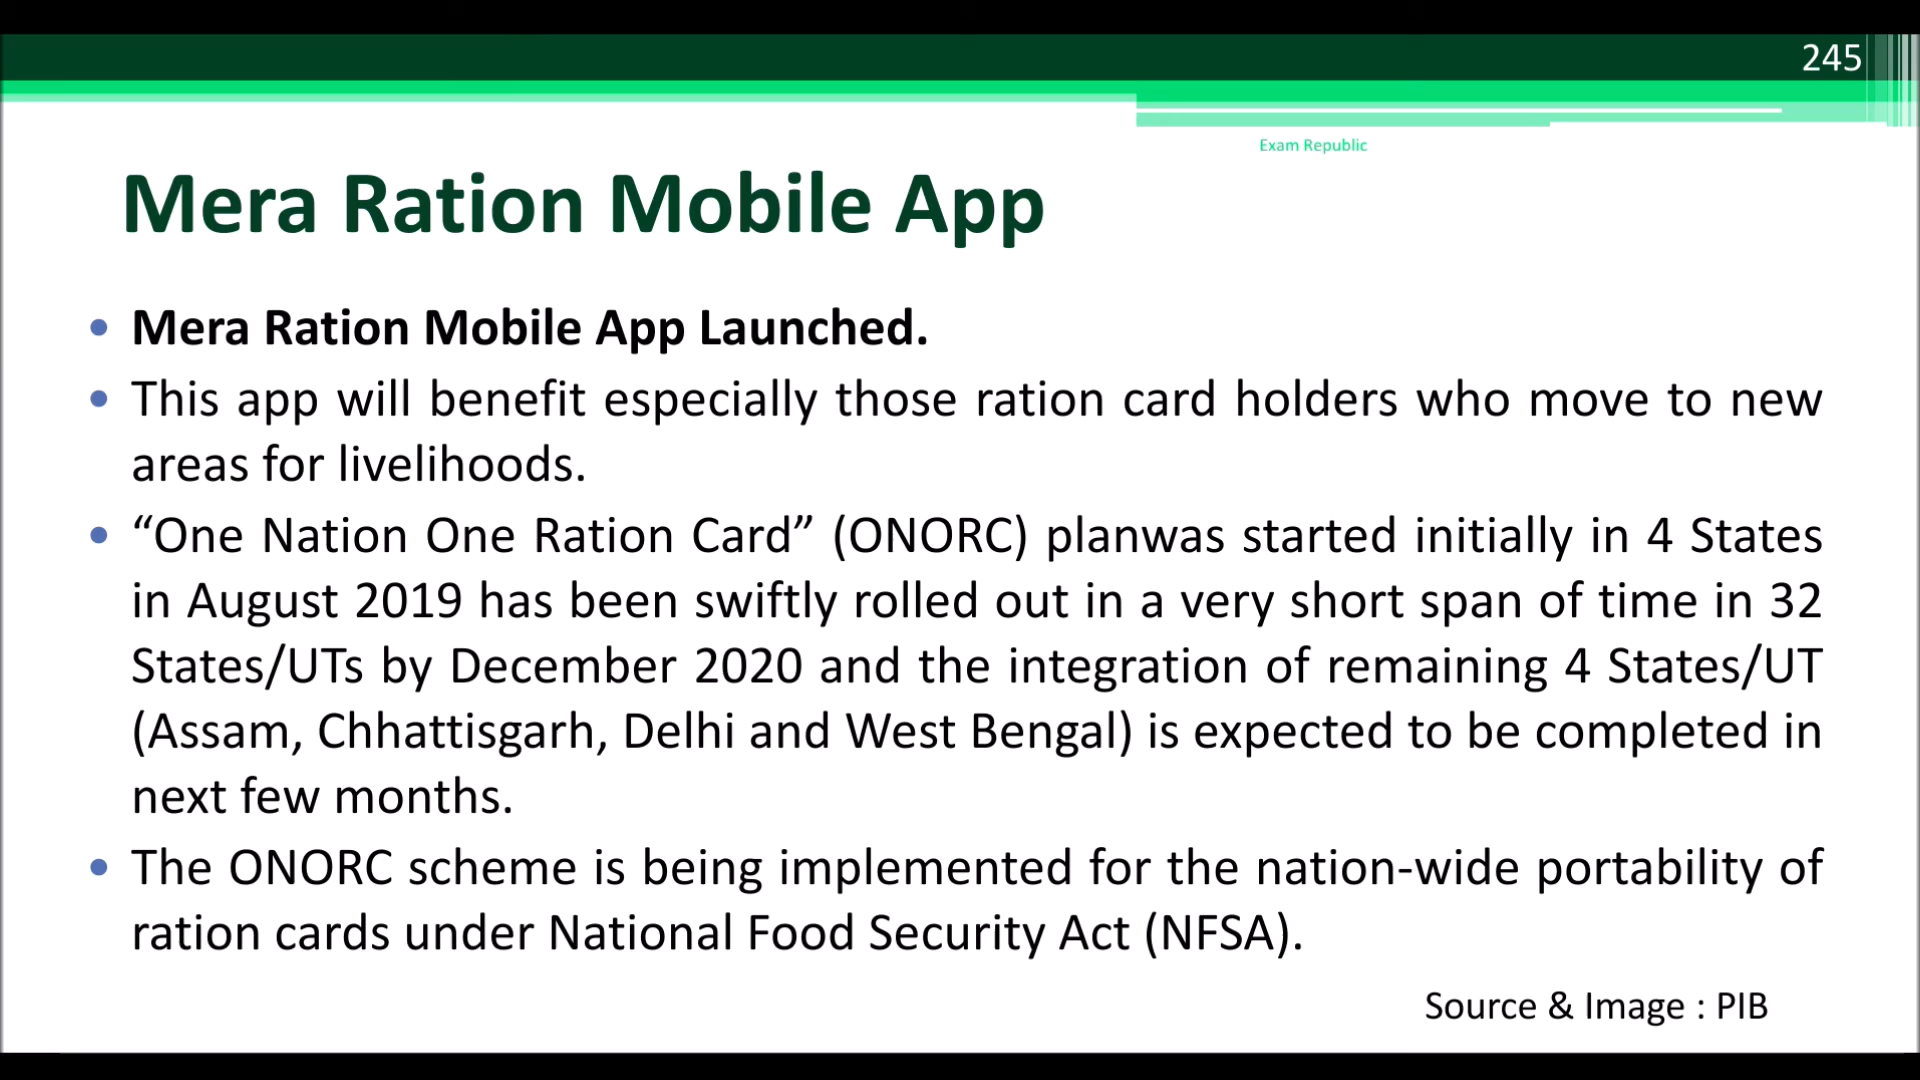 245
Exam Republic
Mera Ration Mobile App
• Mera Ration Mobile App Launched.
• This app will benefit especially those ration card holders who move to new
areas for livelihoods.
• “One Nation One Ration Card” (ONORC) planwas started initially in 4 States
in August 2019 has been swiftly rolled out in a very short span of time in 32
States/UTs by December 2020 and the integration of remaining 4 States/UT
(Assam, Chhattisgarh, Delhi and West Bengal) is expected to be completed in
next few months.
• The ONORC scheme is being implemented for the nation-wide portability of
ration cards under National Food Security Act (NFSA).
Source & Image : PIB